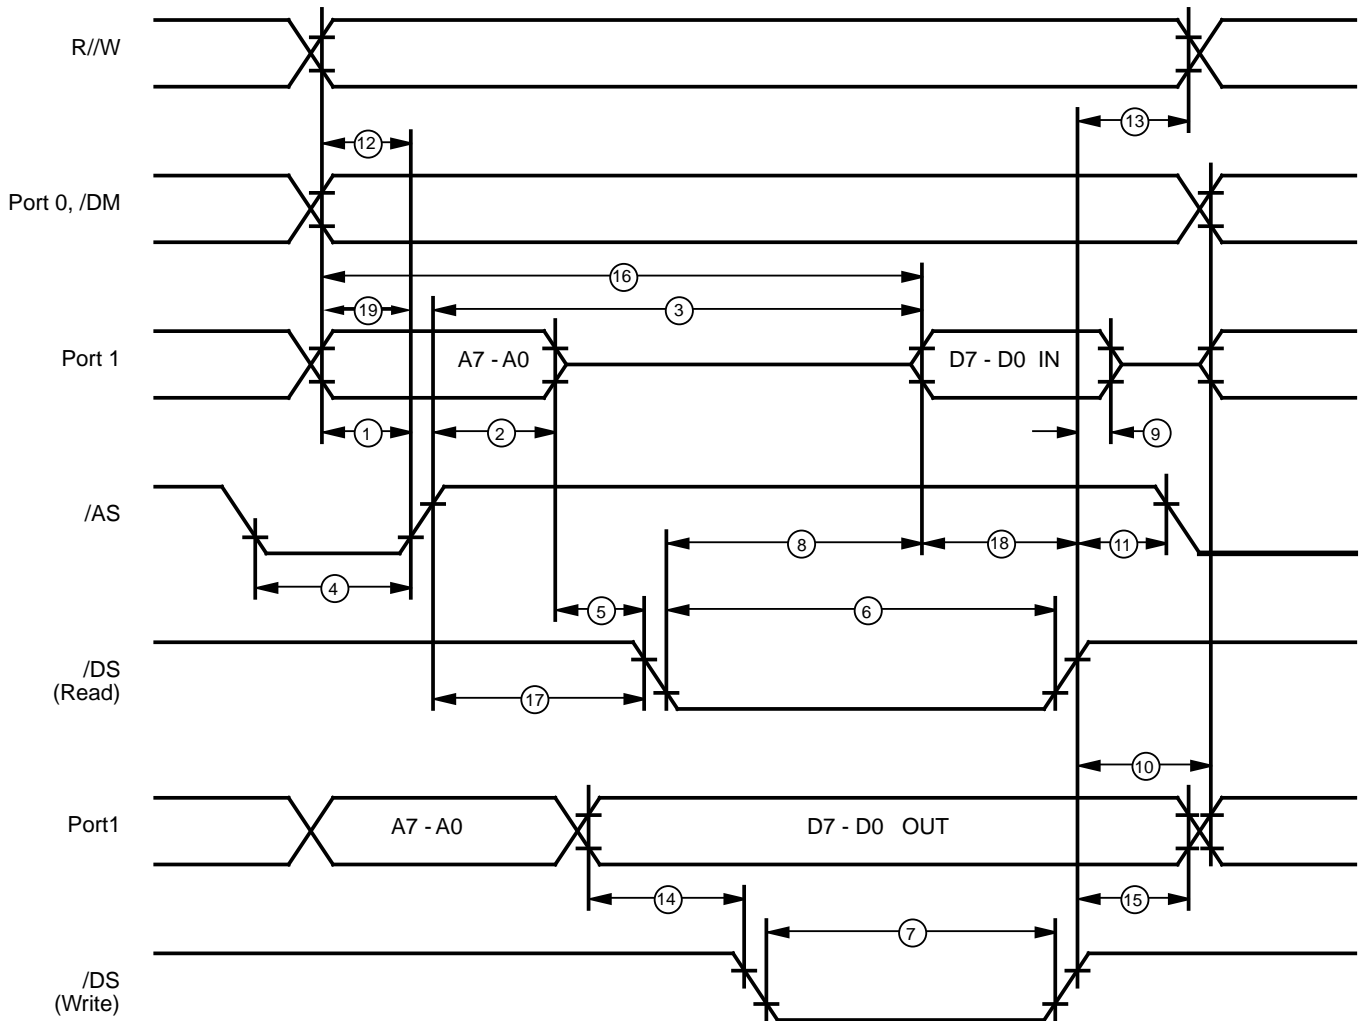 R//W
13
12
Port 0, /DM
16
19
3
Port 1
A7 - A0
D7 - D0 IN
1
2
9
/AS
8
18
11
4
5
6
/DS
(Read)
17
10
Port1
A7 - A0
D7 - D0 OUT
14
15
7
/DS
(Write)